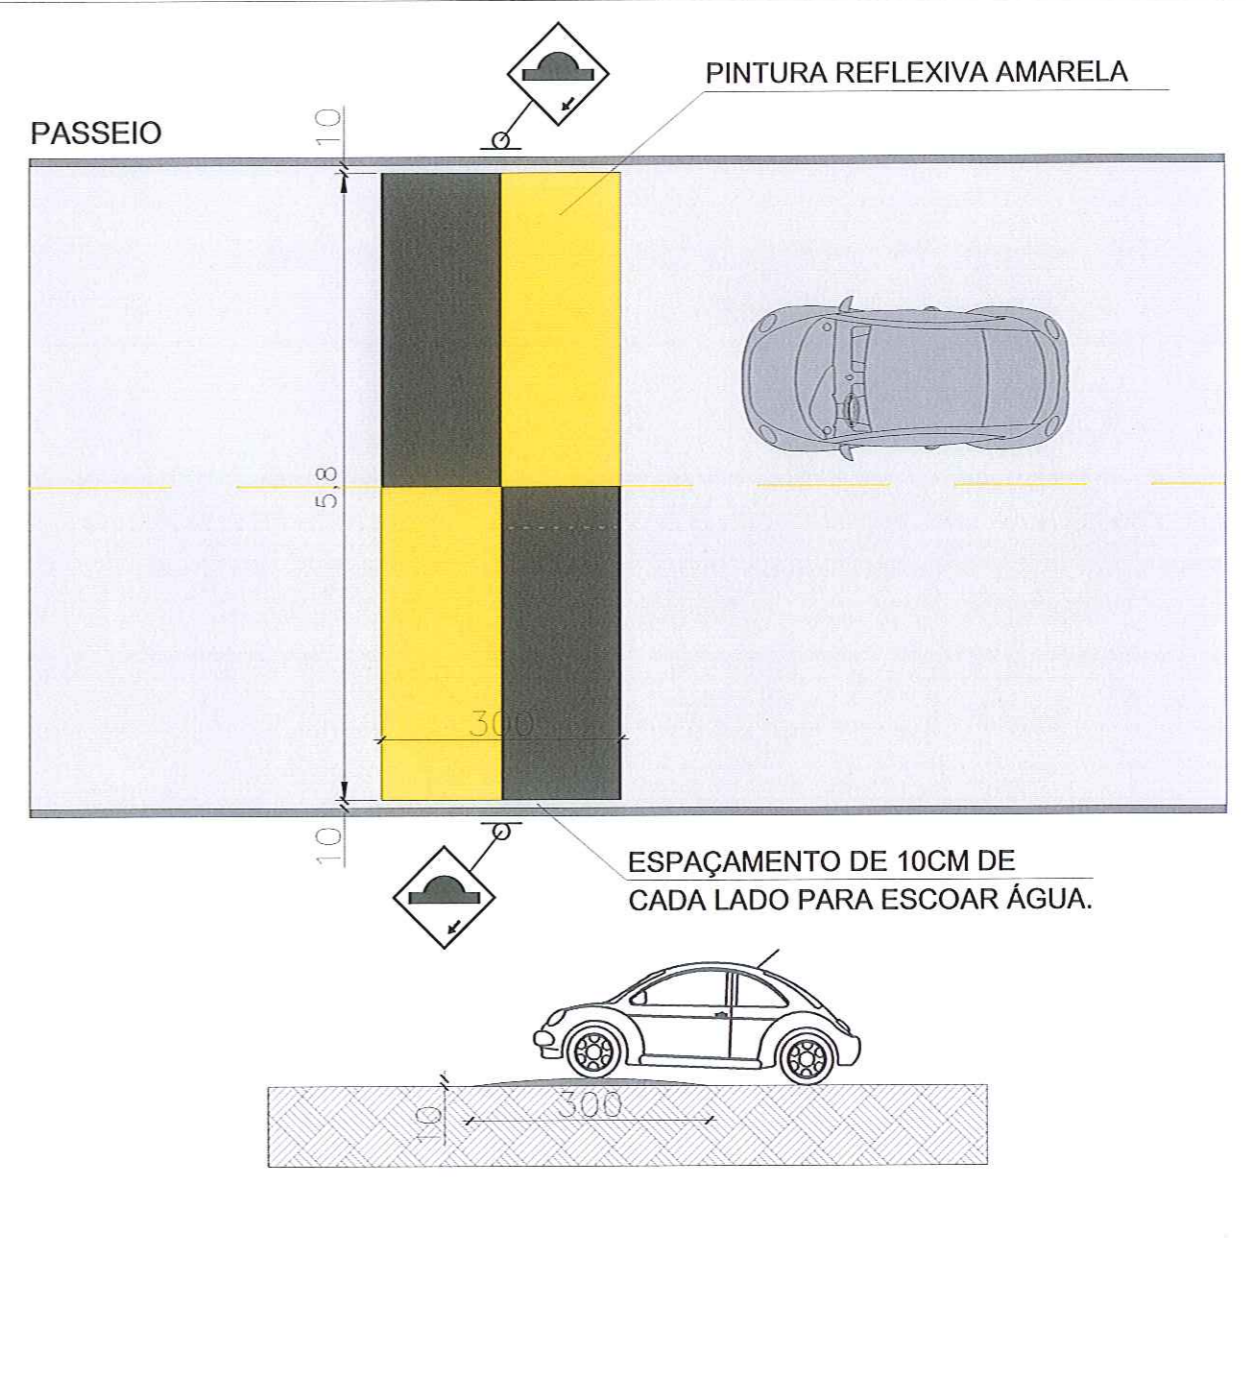 PINTURA REFLEXIVA AMARELA
10
PASSEIO
5,8
300
10
ESPAÇAMENTO DE 10CM DE
CADA LADO PARA ESCOAR ÁGUA.
10
300